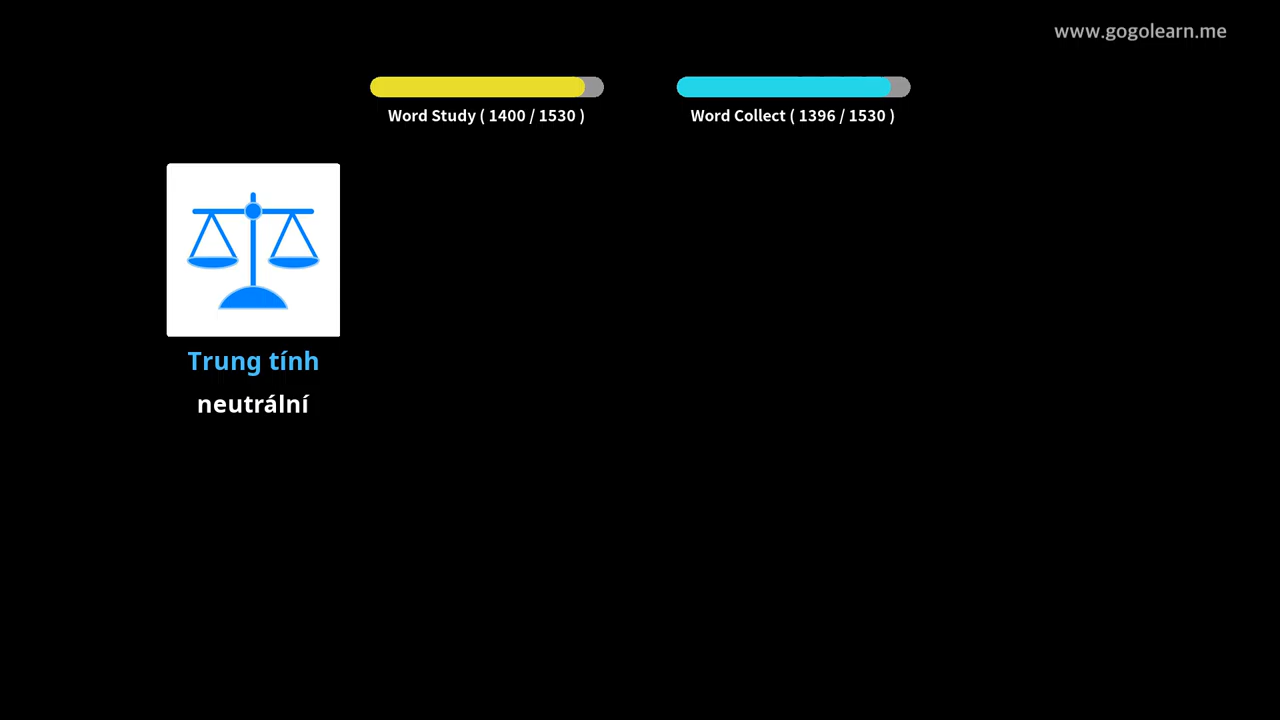 www.gogolearn.me
Word Study ( 1400 / 1530 )
Word Collect ( 1396 / 1530 )
Trung tính
neutrální